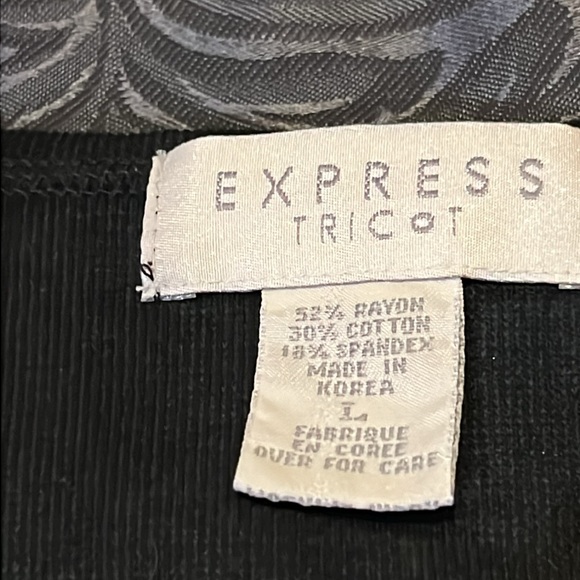 EXPRESS
TRICOT
52% RAYON
30% COTTON
18% SPANDEX
MADE IN
KOREA
L
FABRIQUE
EN COREE
OVER FOR CARE